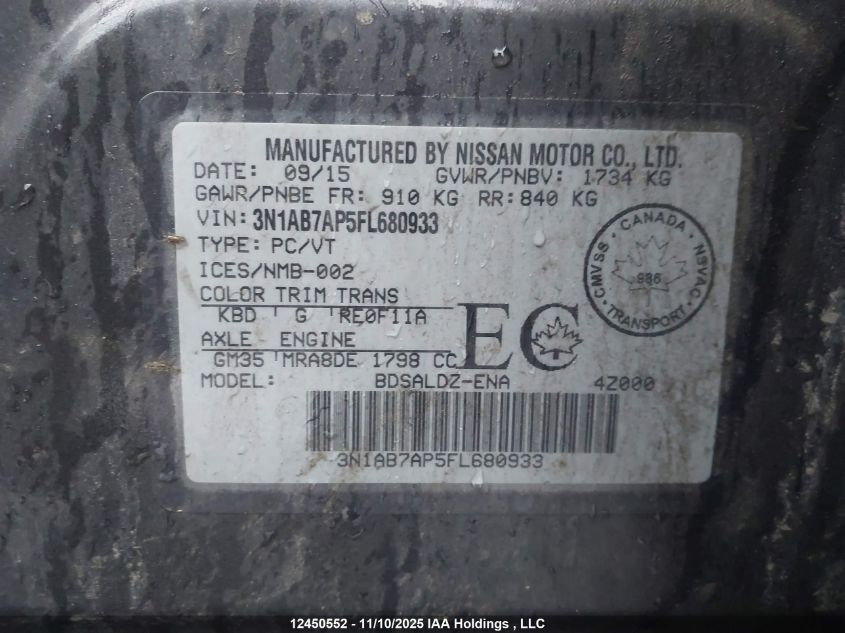 MANUFACTURED BY NISSAN MOTOR CO., LTD.
DATE: 09/15 GVWR/PNBV: 1734 KG
GAWR/PNBE FR: 910 KG RR: 840 KG
VIN: 3N1AB7AP5FL680933
TYPE: PC/VT
ICES/NMB-002
COLOR TRIM TRANS
KBD G RE0F11A
AXLE ENGINE
GM35 MRA8DE 1798 CC
EC
MODEL: BDSALDZ-ENA 4Z000
3N1AB7AP5FL680933
CANADA
CMVSS NSVAC
986
TRANSPORT
12450552 - 11/10/2025 IAA Holdings , LLC